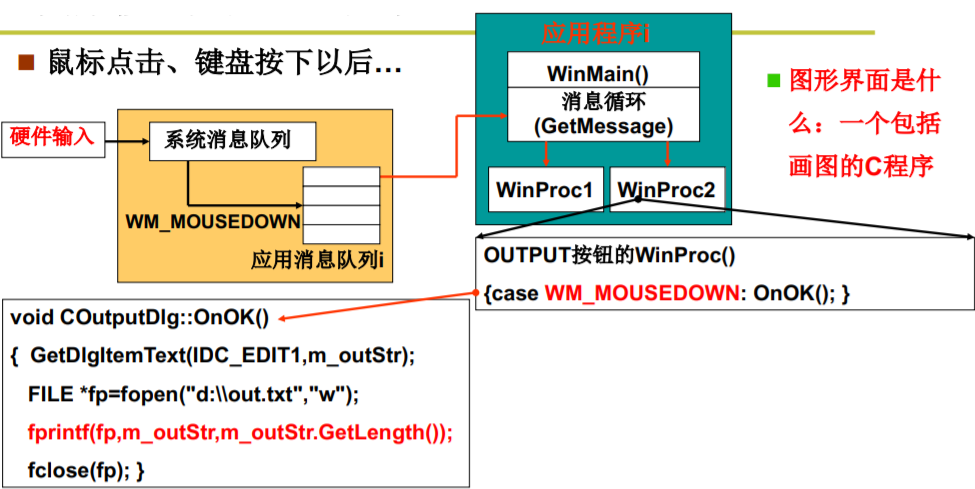 鼠标点击、键盘按下以后...
应用程序i
WinMain()
消息循环
(GetMessage)
WinProc1
WinProc2
图形界面是什
么：一个包括
画图的C程序
硬件输入
系统消息队列
WM_MOUSEDOWN
应用消息队列i
OUTPUT按钮的WinProc()
{case WM_MOUSEDOWN: OnOK(); }
void COutputDlg::OnOK()
{ GetDlgItemText(IDC_EDIT1,m_outStr);
FILE *fp=fopen("d:\\out.txt","w");
fprintf(fp,m_outStr,m_outStr.GetLength());
fclose(fp); }